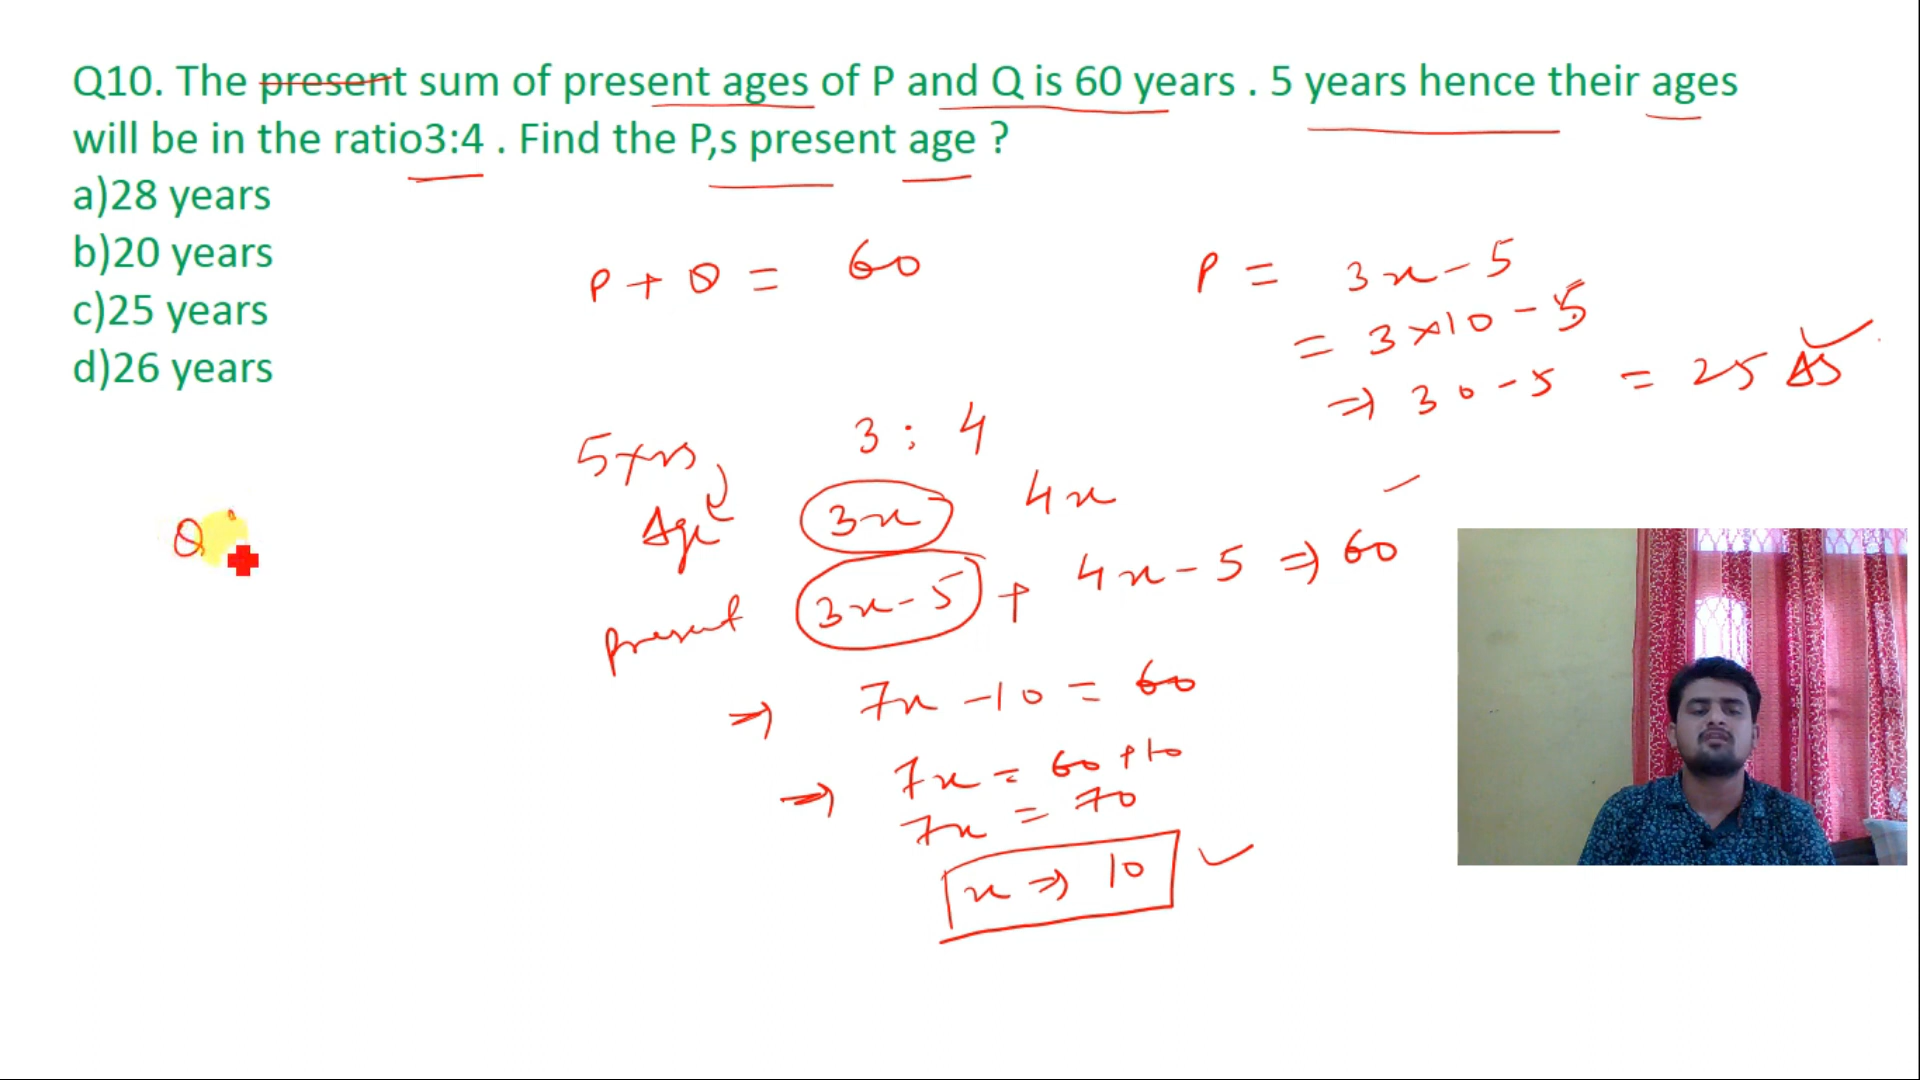 Q10. The present sum of present ages of P and Q is 60 years . 5 years hence their ages
will be in the ratio3:4 . Find the P,s present age ?
a)28 years
b)20 years
c)25 years
d)26 years
P + Q = 60
P = 3x - 5
= 3×10 - 5
⇒ 30 - 5 = 25 Ans
5 yrs 3 : 4
Age 3x 4x
present 3x-5 + 4x-5 ⇒ 60
⇒ 7x - 10 = 60
⇒ 7x = 60 + 10
7x = 70
x ⇒ 10
Q